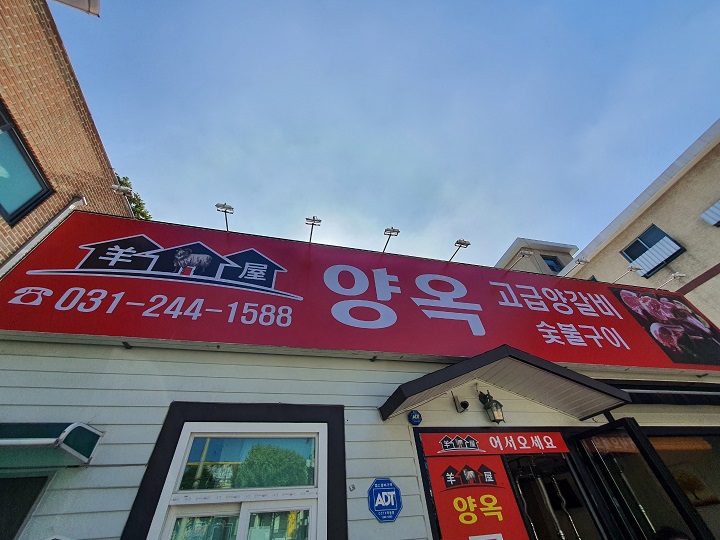 羊 屋
☎ 031-244-1588
양옥
고급양갈비
숯불구이
어서오세요
羊 屋
양옥
ADT